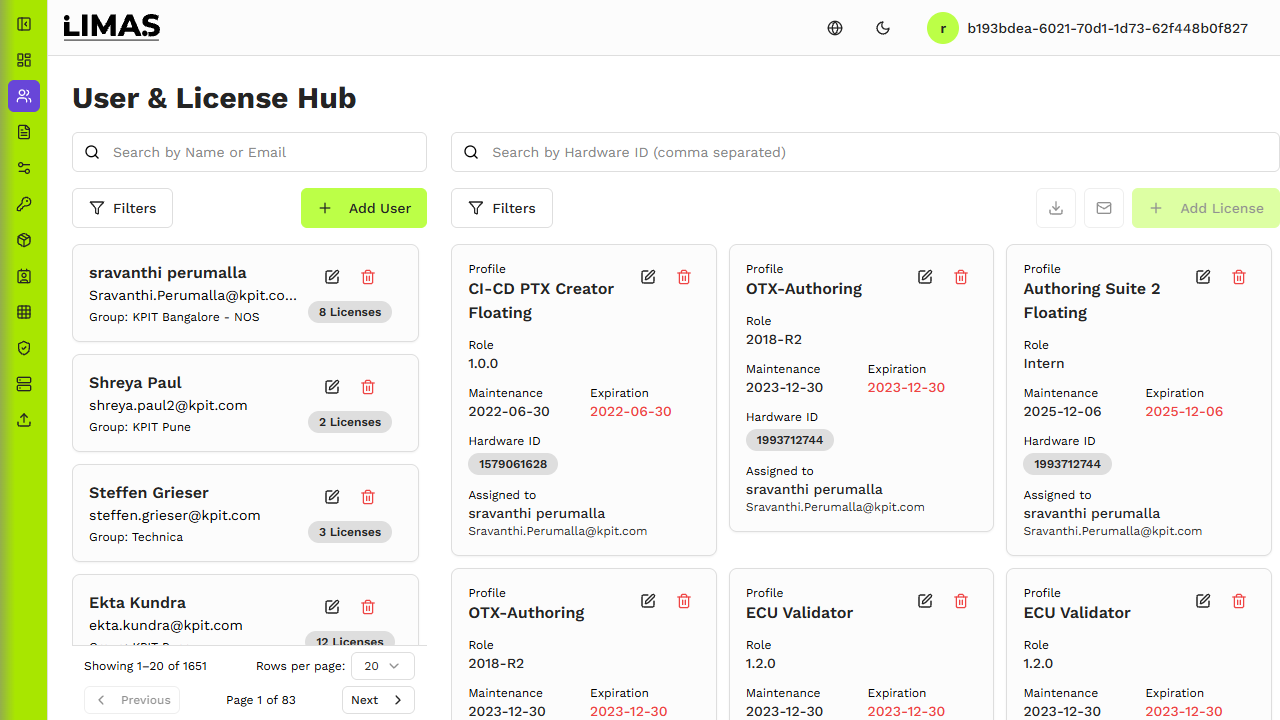 LIMAS
r
b193bdea-6021-70d1-1d73-62f448b0f827
User & License Hub
Search by Name or Email
Filters
Add User
sravanthi perumalla
Sravanthi.Perumalla@kpit.co...
Group: KPIT Bangalore - NOS
8 Licenses
Shreya Paul
shreya.paul2@kpit.com
Group: KPIT Pune
2 Licenses
Steffen Grieser
steffen.grieser@kpit.com
Group: Technica
3 Licenses
Ekta Kundra
ekta.kundra@kpit.com
12 Licenses
Showing 1–20 of 1651
Rows per page:
20
Previous
Page 1 of 83
Next
Search by Hardware ID (comma separated)
Filters
Add License
Profile
CI-CD PTX Creator
Floating
Role
1.0.0
Maintenance
2022-06-30
Expiration
2022-06-30
Hardware ID
1579061628
Assigned to
sravanthi perumalla
Sravanthi.Perumalla@kpit.com
Profile
OTX-Authoring
Role
2018-R2
Maintenance
2023-12-30
Expiration
2023-12-30
Hardware ID
1993712744
Assigned to
sravanthi perumalla
Sravanthi.Perumalla@kpit.com
Profile
Authoring Suite 2
Floating
Role
Intern
Maintenance
2025-12-06
Expiration
2025-12-06
Hardware ID
1993712744
Assigned to
sravanthi perumalla
Sravanthi.Perumalla@kpit.com
Profile
OTX-Authoring
Role
2018-R2
Maintenance
2023-12-30
Expiration
2023-12-30
Profile
ECU Validator
Role
1.2.0
Maintenance
2023-12-30
Expiration
2023-12-30
Profile
ECU Validator
Role
1.2.0
Maintenance
2023-12-30
Expiration
2023-12-30